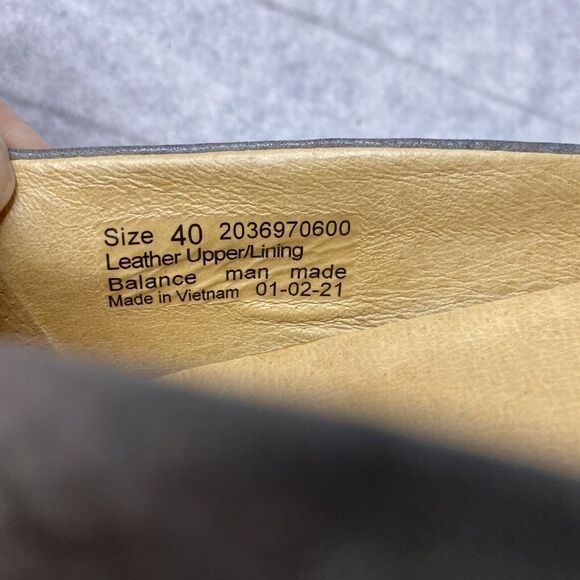 Size 40 2036970600
Leather Upper/Lining
Balance man made
Made in Vietnam 01-02-21